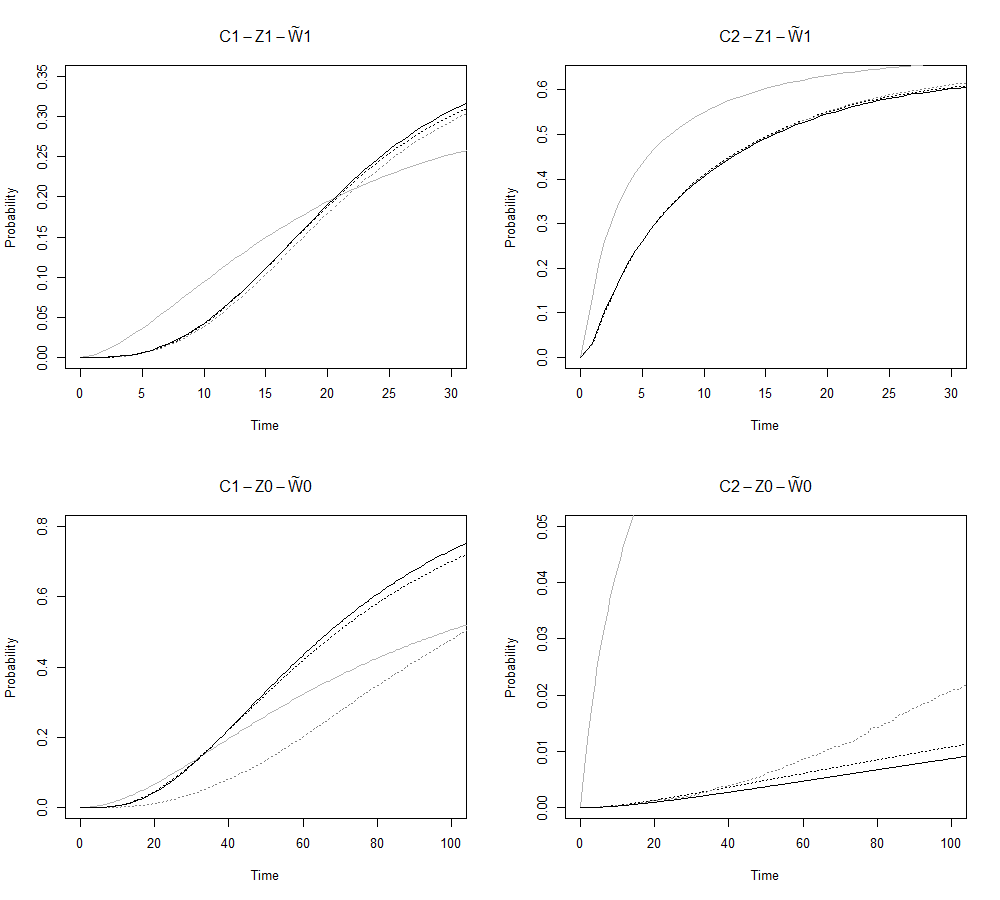 C1 – Z1 – W̃1
Probability
0.00 0.05 0.10 0.15 0.20 0.25 0.30 0.35
0 5 10 15 20 25 30
Time
C2 – Z1 – W̃1
Probability
0.0 0.1 0.2 0.3 0.4 0.5 0.6
0 5 10 15 20 25 30
Time
C1 – Z0 – W̃0
Probability
0.0 0.2 0.4 0.6 0.8
0 20 40 60 80 100
Time
C2 – Z0 – W̃0
Probability
0.00 0.01 0.02 0.03 0.04 0.05
0 20 40 60 80 100
Time